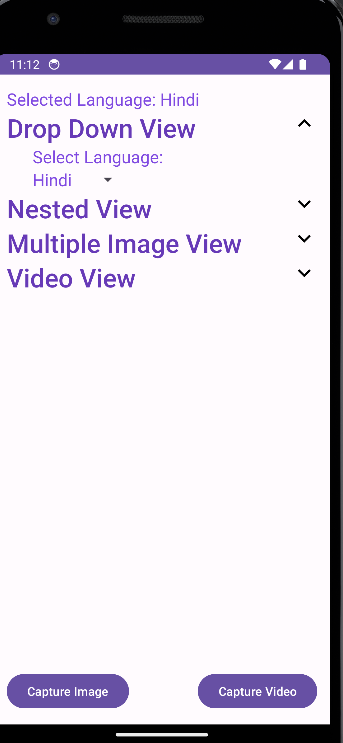 11:12
Selected Language: Hindi
Drop Down View
Select Language:
Hindi
Nested View
Multiple Image View
Video View
Capture Image
Capture Video